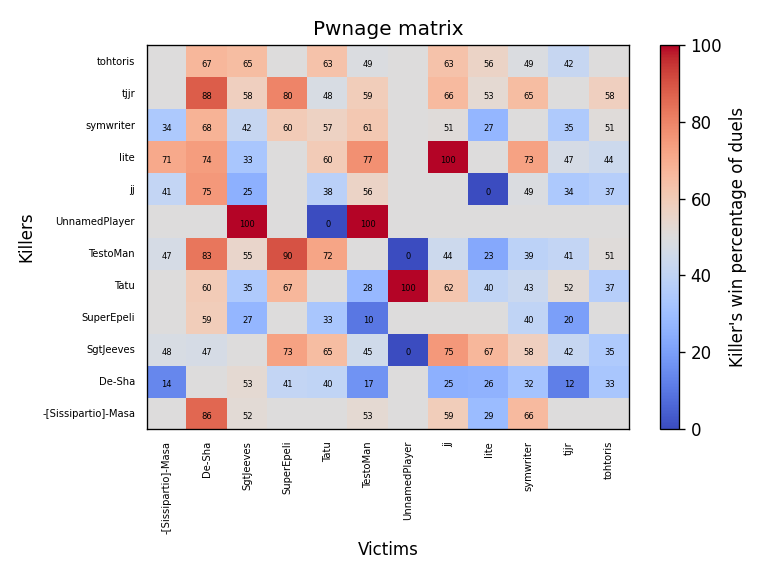 Pwnage matrix
tohtoris 67 65 63 49 63 56 49 42
tjjr 88 58 80 48 59 66 53 65 58
symwriter 34 68 42 60 57 61 51 27 35 51
lite 71 74 33 60 77 100 73 47 44
jj 41 75 25 38 56 0 49 34 37
UnnamedPlayer 100 0 100
TestoMan 47 83 55 90 72 0 44 23 39 41 51
Tatu 60 35 67 28 100 62 40 43 52 37
SuperEpeli 59 27 33 10 40 20
SgtJeeves 48 47 73 65 45 0 75 67 58 42 35
De-Sha 14 53 41 40 17 25 26 32 12 33
-[Sissipartio]-Masa 86 52 53 59 29 66
-[Sissipartio]-Masa De-Sha SgtJeeves SuperEpeli Tatu TestoMan UnnamedPlayer jj lite symwriter tjjr tohtoris
Victims
Killers
100
80
60
40
20
0
Killer's win percentage of duels